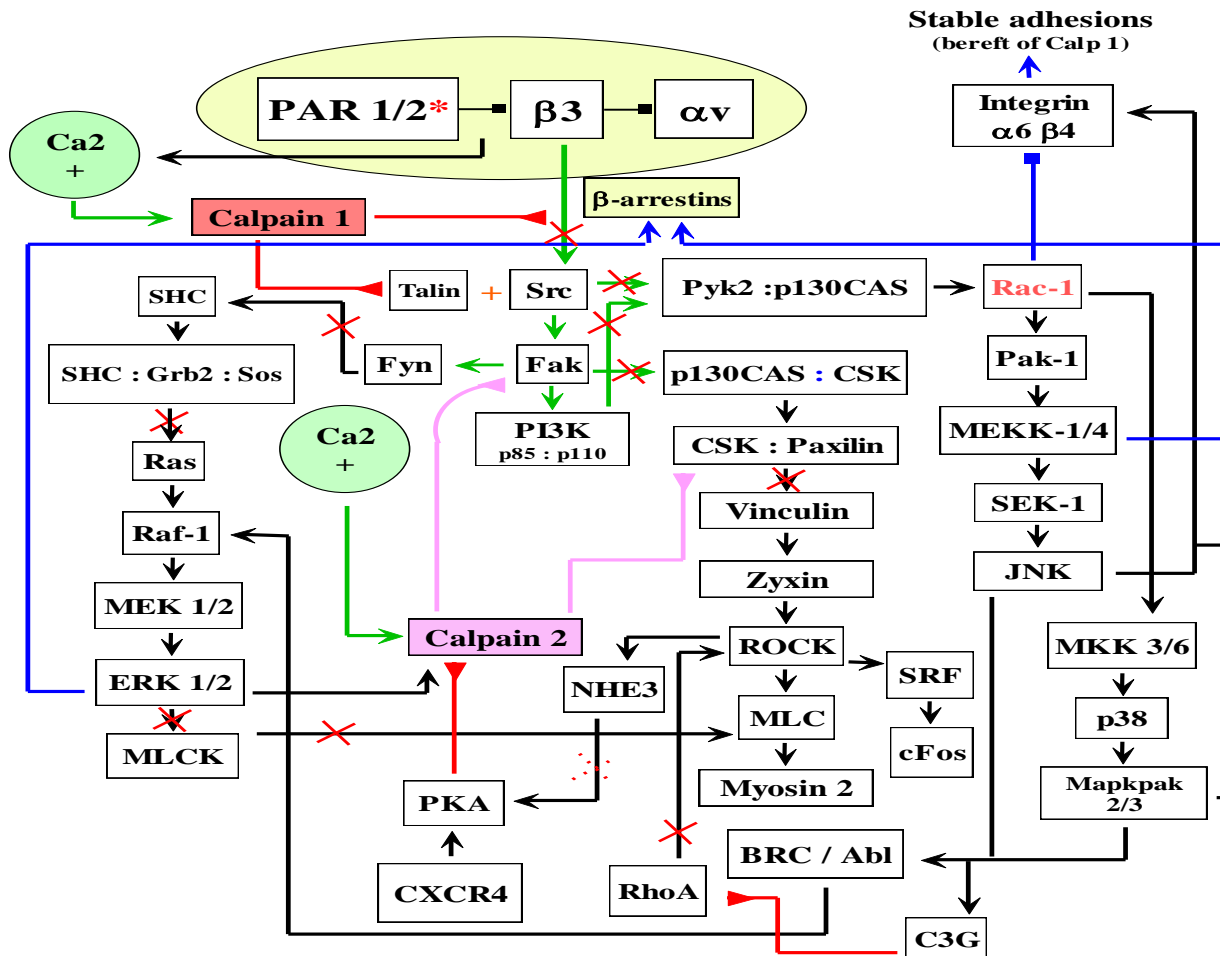 Stable adhesions
(bereft of Calp 1)
PAR 1/2*
β3
αv
Integrin
α6 β4
Ca2
+
β-arrestins
Calpain 1
SHC
Talin
+
Src
Pyk2 :p130CAS
Rac-1
SHC : Grb2 : Sos
Fyn
Fak
p130CAS : CSK
Pak-1
Ca2
+
PI3K
p85 : p110
CSK : Paxilin
MEKK-1/4
Ras
Vinculin
SEK-1
Raf-1
Zyxin
JNK
MEK 1/2
Calpain 2
ROCK
MKK 3/6
ERK 1/2
NHE3
SRF
MLC
p38
MLCK
cFos
Myosin 2
Mapkpak
2/3
PKA
BRC / Abl
CXCR4
RhoA
C3G